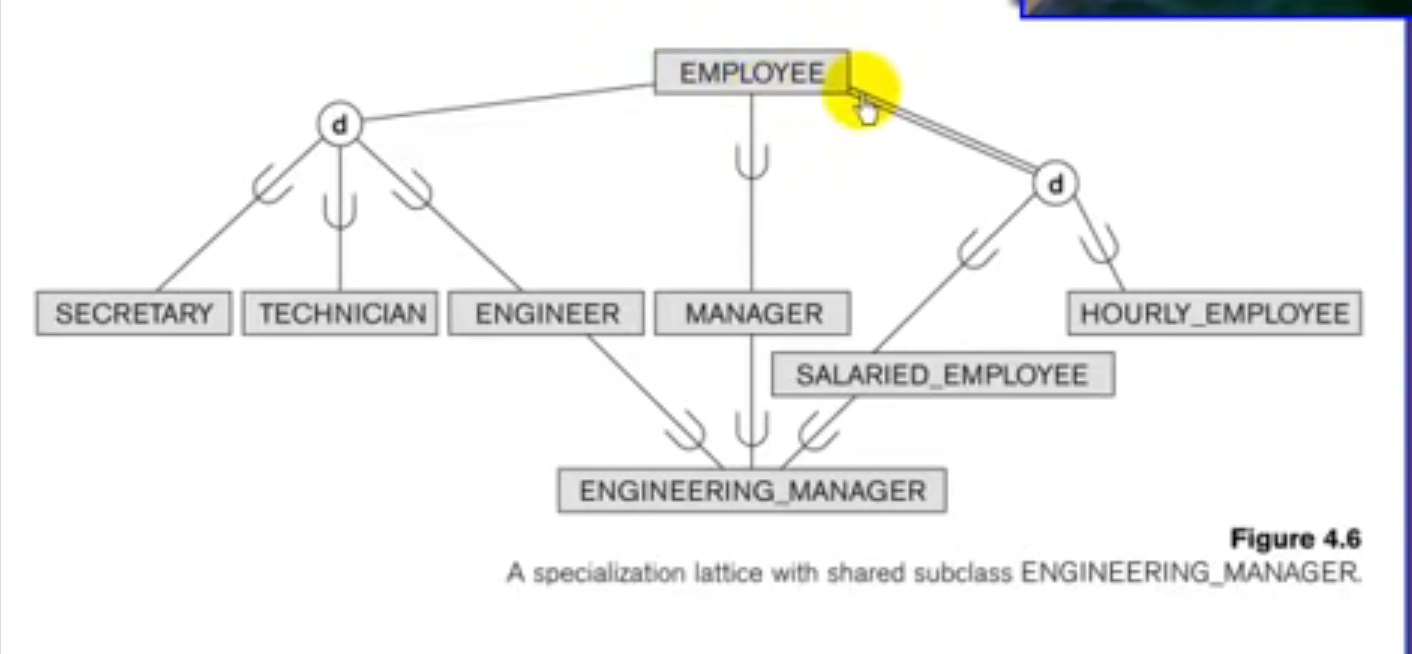 EMPLOYEE
d
d
SECRETARY
TECHNICIAN
ENGINEER
MANAGER
HOURLY_EMPLOYEE
SALARIED_EMPLOYEE
ENGINEERING_MANAGER
Figure 4.6
A specialization lattice with shared subclass ENGINEERING_MANAGER.